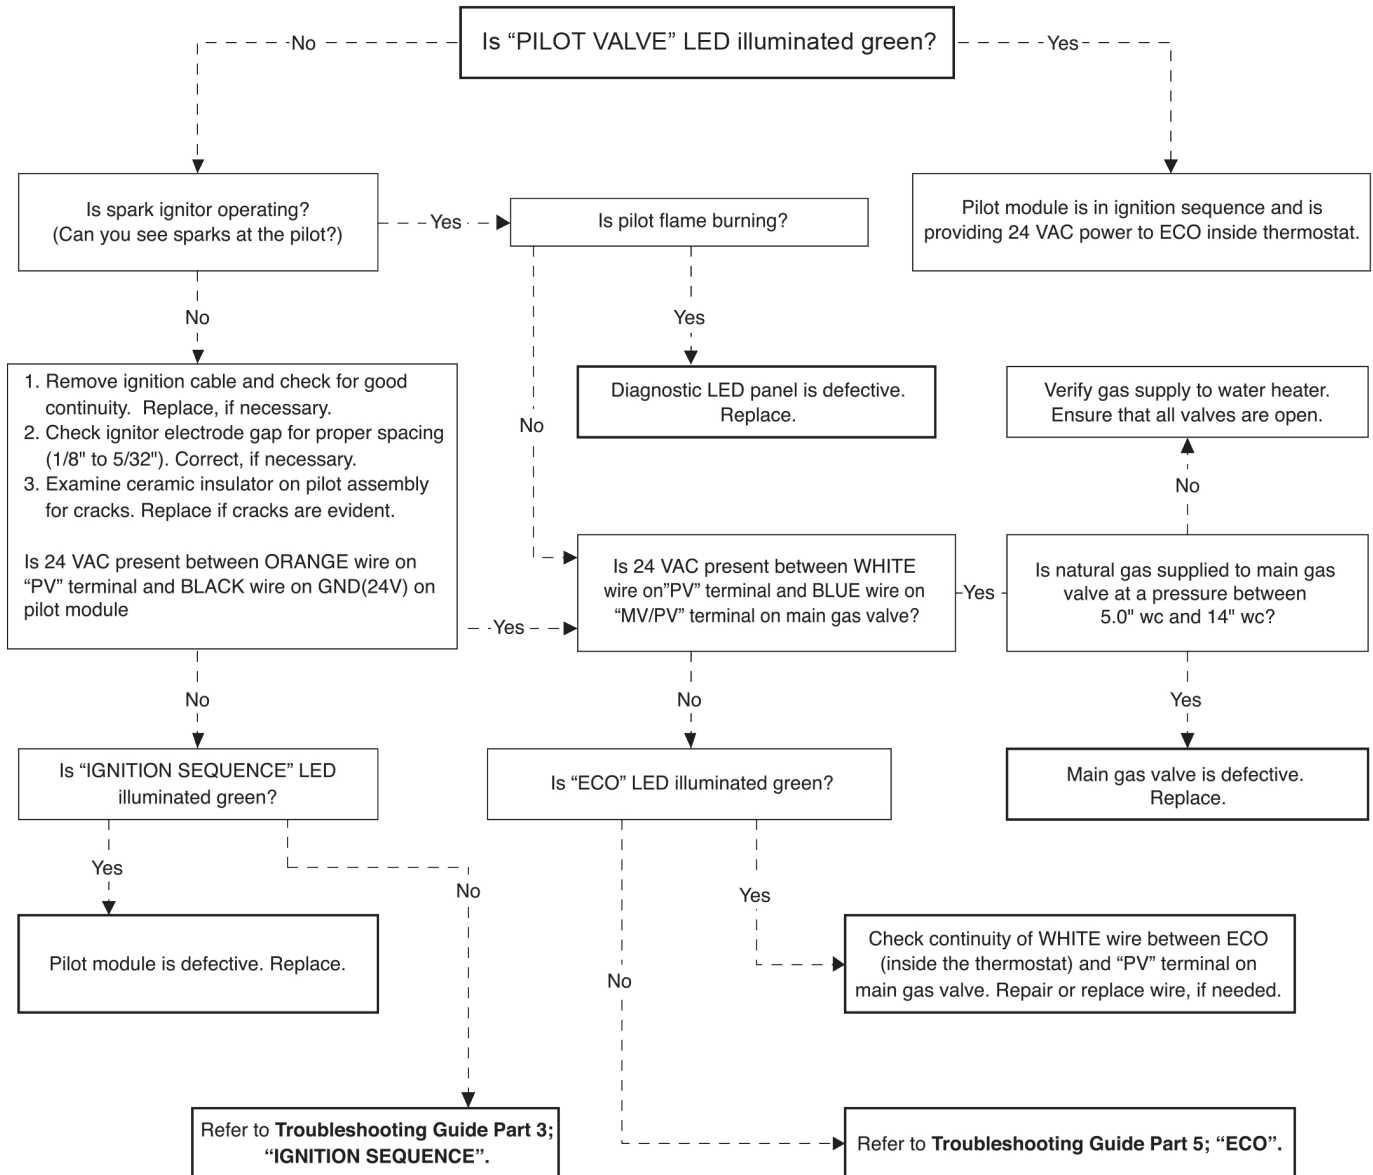 Is “PILOT VALVE” LED illuminated green?
No
Yes
Is spark ignitor operating?
(Can you see sparks at the pilot?)
Yes
Is pilot flame burning?
Pilot module is in ignition sequence and is
providing 24 VAC power to ECO inside thermostat.
No
Yes
No
1. Remove ignition cable and check for good
continuity.  Replace, if necessary.
2. Check ignitor electrode gap for proper spacing
(1/8" to 5/32"). Correct, if necessary.
3. Examine ceramic insulator on pilot assembly
for cracks. Replace if cracks are evident.
Is 24 VAC present between ORANGE wire on
“PV” terminal and BLACK wire on GND(24V) on
pilot module
Diagnostic LED panel is defective.
Replace.
Verify gas supply to water heater.
Ensure that all valves are open.
No
Yes
Is 24 VAC present between WHITE
wire on”PV” terminal and BLUE wire on
“MV/PV” terminal on main gas valve?
Yes
Is natural gas supplied to main gas
valve at a pressure between
5.0" wc and 14" wc?
No
No
Yes
Is “IGNITION SEQUENCE” LED
illuminated green?
Is “ECO” LED illuminated green?
Main gas valve is defective.
Replace.
Yes
No
Yes
No
Pilot module is defective. Replace.
Check continuity of WHITE wire between ECO
(inside the thermostat) and “PV” terminal on
main gas valve. Repair or replace wire, if needed.
Refer to Troubleshooting Guide Part 3;
“IGNITION SEQUENCE”.
Refer to Troubleshooting Guide Part 5; “ECO”.